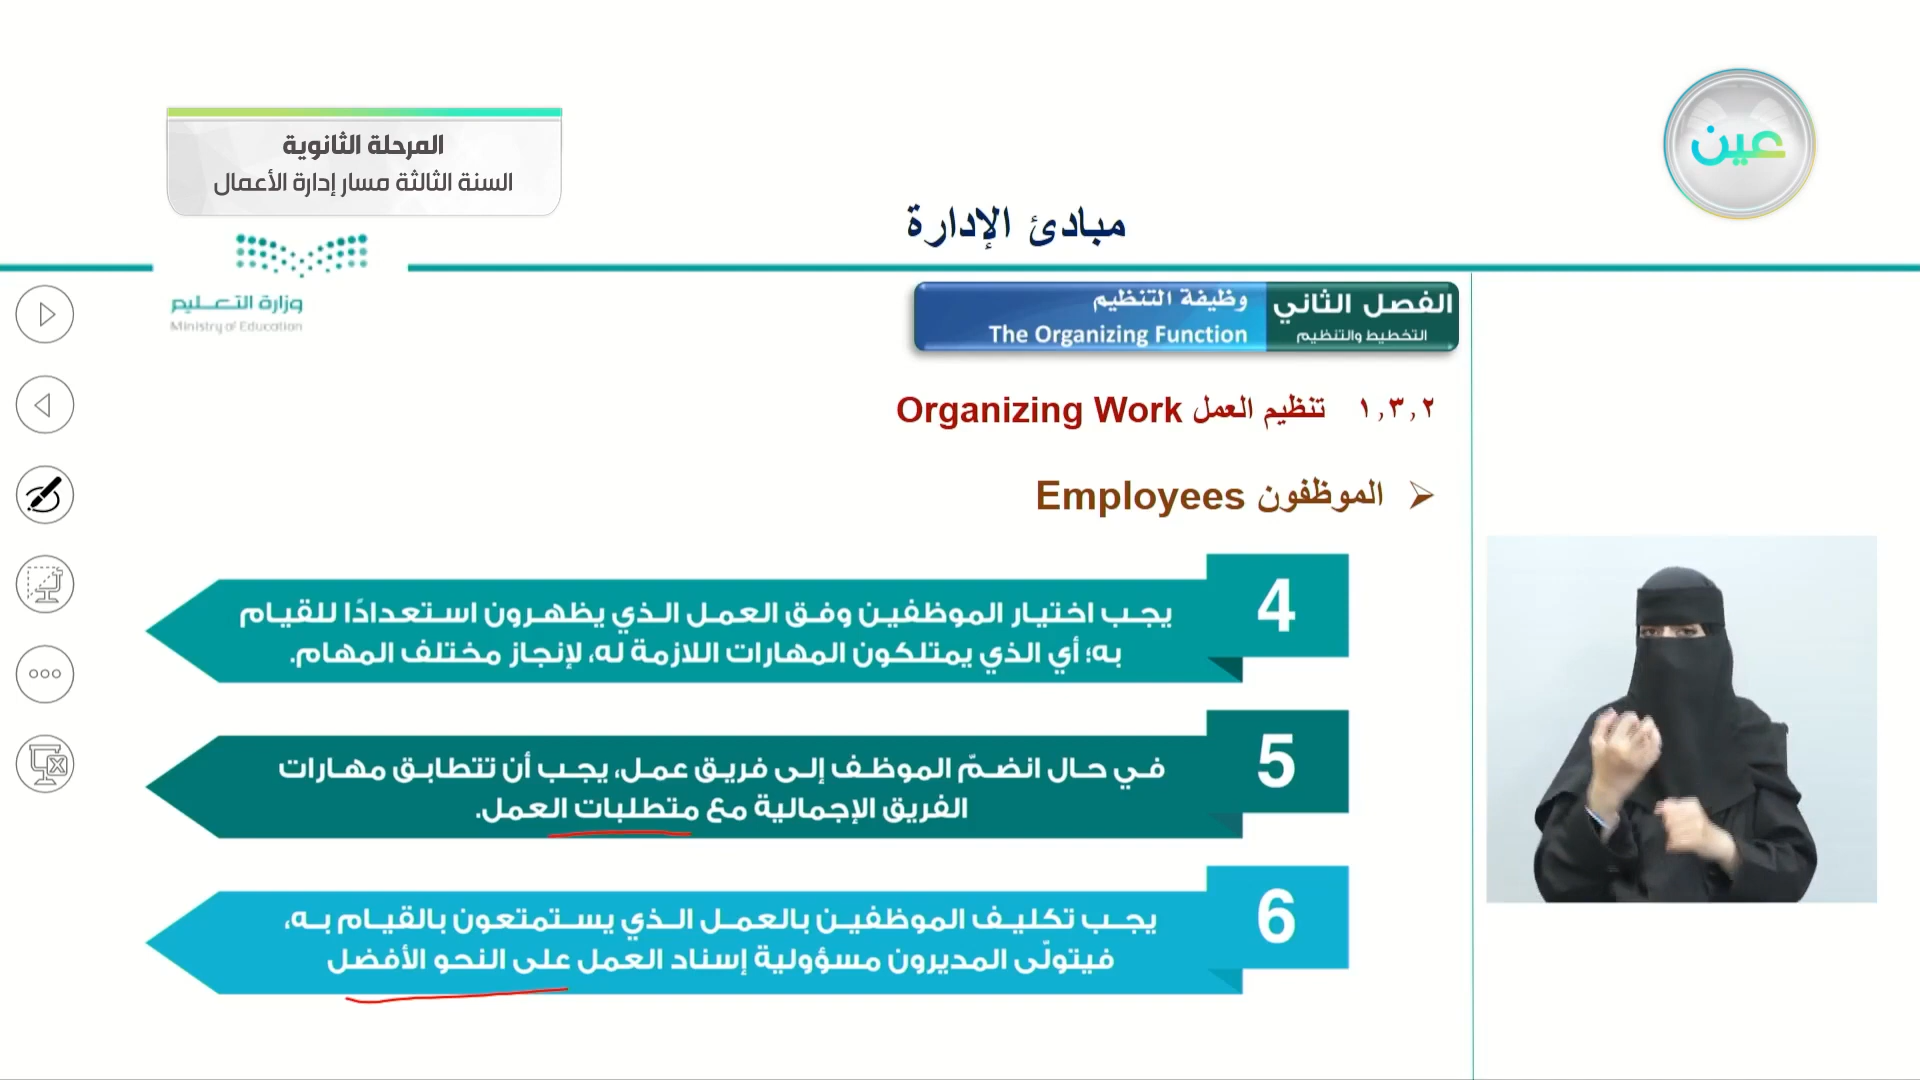 المرحلة الثانوية
السنة الثالثة مسار إدارة الأعمال
عين
مبادئ الإدارة
وزارة التعليم
Ministry of Education
الفصل الثاني
التخطيط والتنظيم
وظيفة التنظيم
The Organizing Function
١,٣,٢ تنظيم العمل Organizing Work
الموظفون Employees
4
يجب اختيار الموظفين وفق العمل الذي يظهرون استعدادًا للقيام
به؛ أي الذي يمتلكون المهارات اللازمة له، لإنجاز مختلف المهام.
5
في حال انضمّ الموظف إلى فريق عمل، يجب أن تتطابق مهارات
الفريق الإجمالية مع متطلبات العمل.
6
يجب تكليف الموظفين بالعمل الذي يستمتعون بالقيام به،
فيتولّى المديرون مسؤولية إسناد العمل على النحو الأفضل